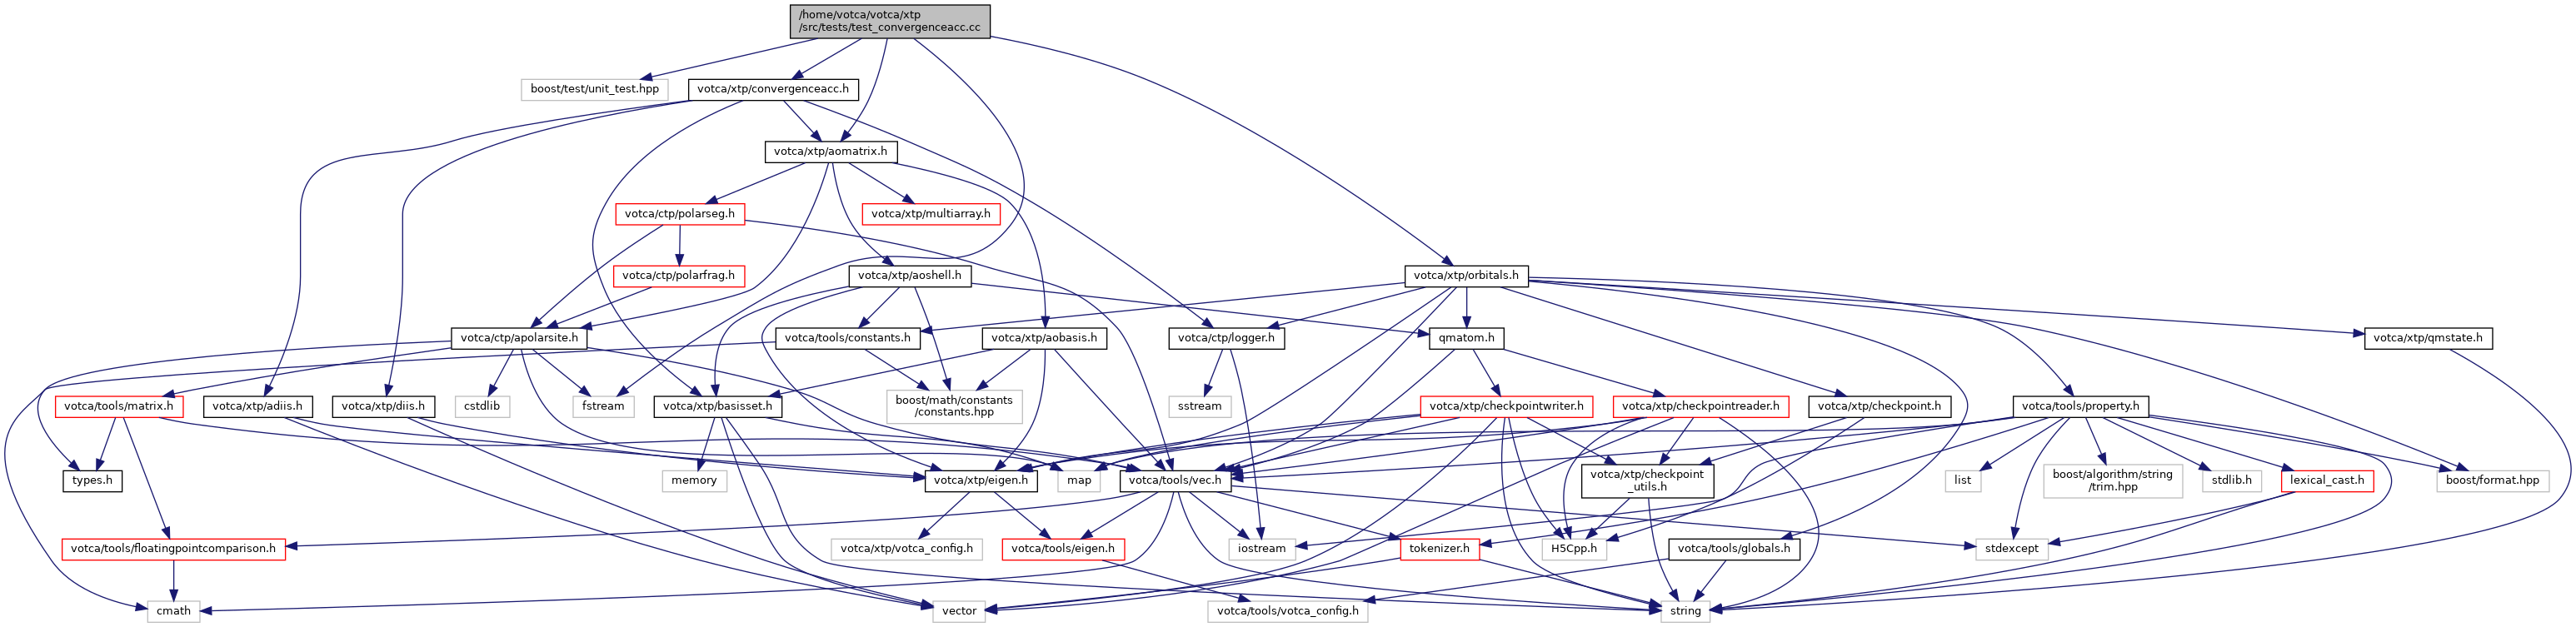 /home/votca/votca/xtp
/src/tests/test_convergenceacc.cc
boost/test/unit_test.hpp
votca/xtp/convergenceacc.h
votca/xtp/aomatrix.h
votca/ctp/polarseg.h
votca/xtp/multiarray.h
votca/ctp/polarfrag.h
votca/xtp/aoshell.h
votca/xtp/orbitals.h
votca/ctp/apolarsite.h
votca/tools/constants.h
votca/xtp/aobasis.h
votca/ctp/logger.h
qmatom.h
votca/xtp/qmstate.h
votca/tools/matrix.h
votca/xtp/adiis.h
votca/xtp/diis.h
cstdlib
fstream
votca/xtp/basisset.h
boost/math/constants
/constants.hpp
sstream
votca/xtp/checkpointwriter.h
votca/xtp/checkpointreader.h
votca/xtp/checkpoint.h
votca/tools/property.h
types.h
memory
votca/xtp/eigen.h
map
votca/tools/vec.h
votca/xtp/checkpoint
_utils.h
list
boost/algorithm/string
/trim.hpp
stdlib.h
lexical_cast.h
boost/format.hpp
votca/tools/floatingpointcomparison.h
votca/xtp/votca_config.h
votca/tools/eigen.h
iostream
tokenizer.h
H5Cpp.h
votca/tools/globals.h
stdexcept
cmath
vector
votca/tools/votca_config.h
string